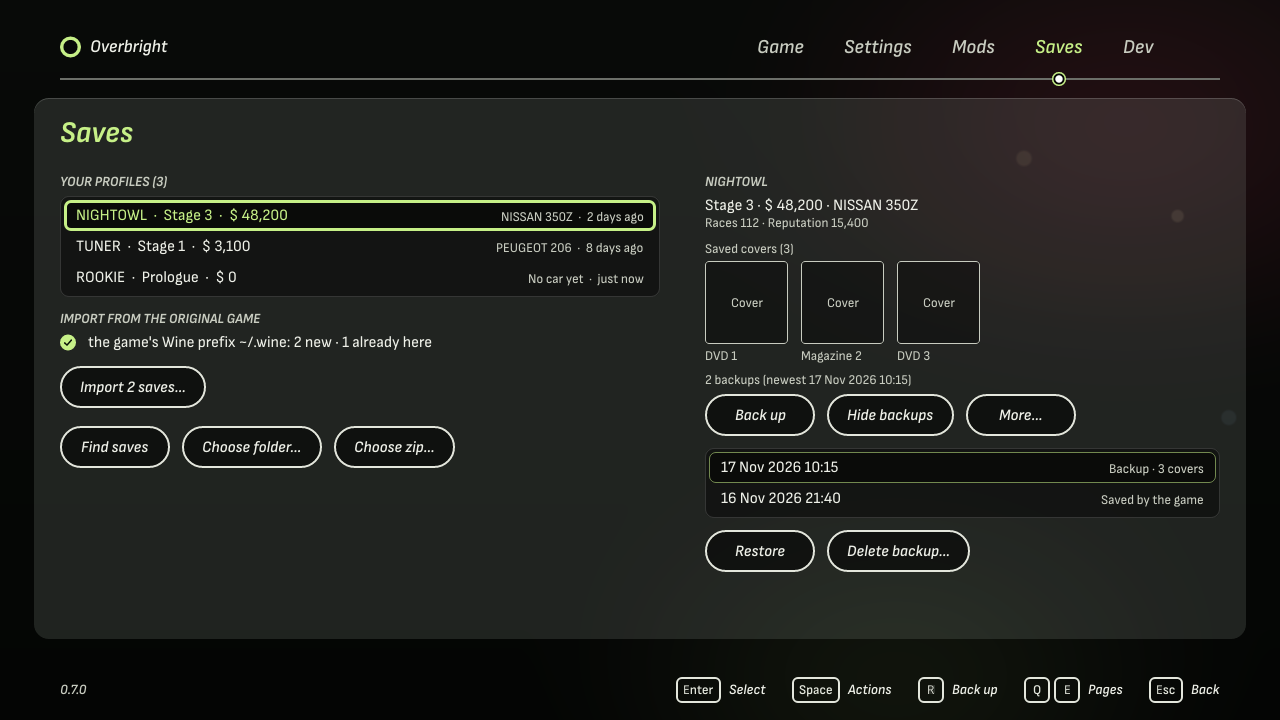 Overbright
Game Settings Mods Saves Dev
Saves
YOUR PROFILES (3)
NIGHTOWL · Stage 3 · $ 48,200 NISSAN 350Z · 2 days ago
TUNER · Stage 1 · $ 3,100 PEUGEOT 206 · 8 days ago
ROOKIE · Prologue · $ 0 No car yet · just now
IMPORT FROM THE ORIGINAL GAME
the game's Wine prefix ~/.wine: 2 new · 1 already here
Import 2 saves...
Find saves Choose folder... Choose zip...
NIGHTOWL
Stage 3 · $ 48,200 · NISSAN 350Z
Races 112 · Reputation 15,400
Saved covers (3)
Cover Cover Cover
DVD 1 Magazine 2 DVD 3
2 backups (newest 17 Nov 2026 10:15)
Back up Hide backups More...
17 Nov 2026 10:15 Backup · 3 covers
16 Nov 2026 21:40 Saved by the game
Restore Delete backup...
0.7.0
Enter Select Space Actions R Back up Q E Pages Esc Back